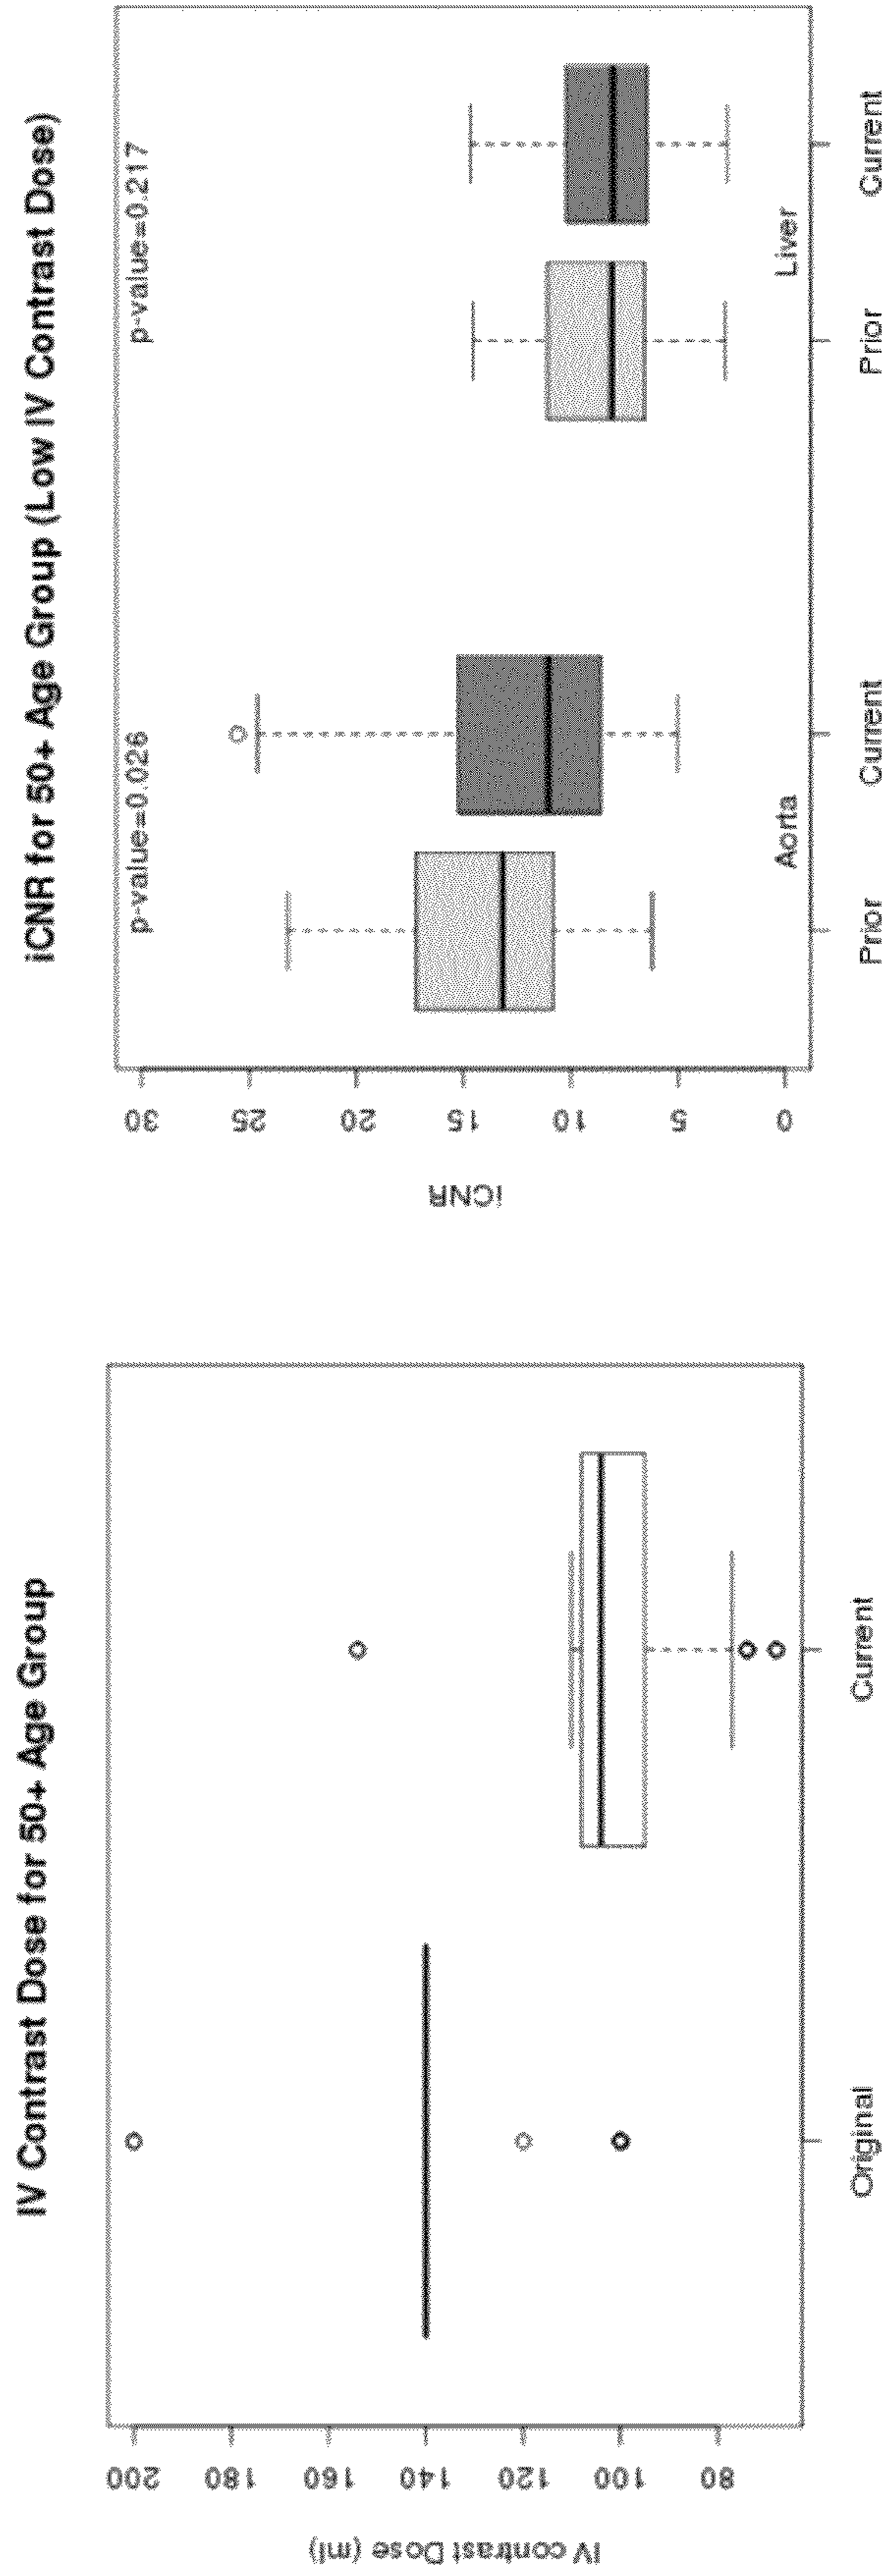 IV Contrast Dose for 50+ Age Group
IV contrast Dose (ml)
200
180
160
140
120
100
80
Original
Current
iCNR for 50+ Age Group (Low IV Contrast Dose)
iCNR
30
25
20
15
10
5
0
p-value=0.026
p-value=0.217
Aorta
Liver
Prior
Current
Prior
Current